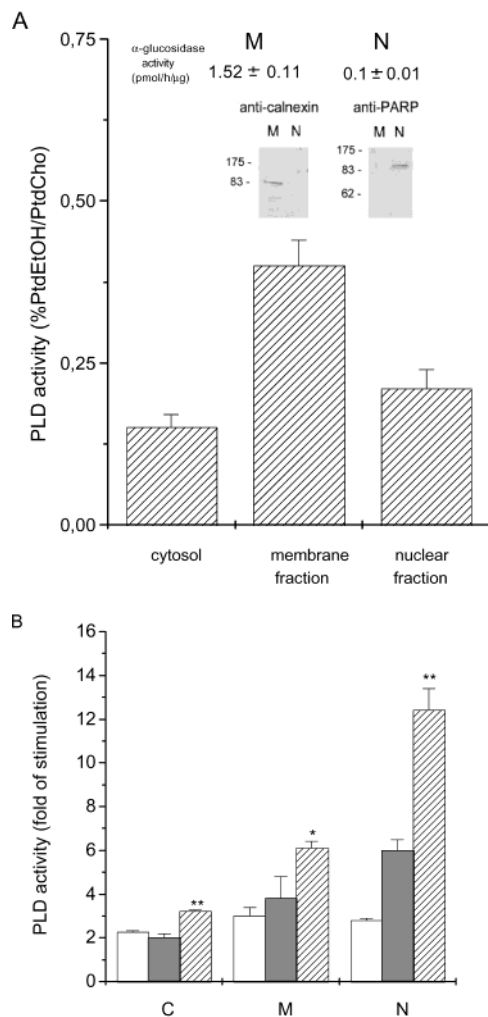 A
0,75
0,50
0,25
0,00
PLD activity (%PtdEtOH/PtdCho)
α-glucosidase
activity
(pmol/h/µg)
M N
1.52 ± 0.11 0.1 ± 0.01
anti-calnexin anti-PARP
M N M N
175 -
83 -
175 -
83 -
62 -
cytosol membrane fraction nuclear fraction
B
16
14
12
10
8
6
4
2
0
PLD activity (fold of stimulation)
**
*
**
C M N